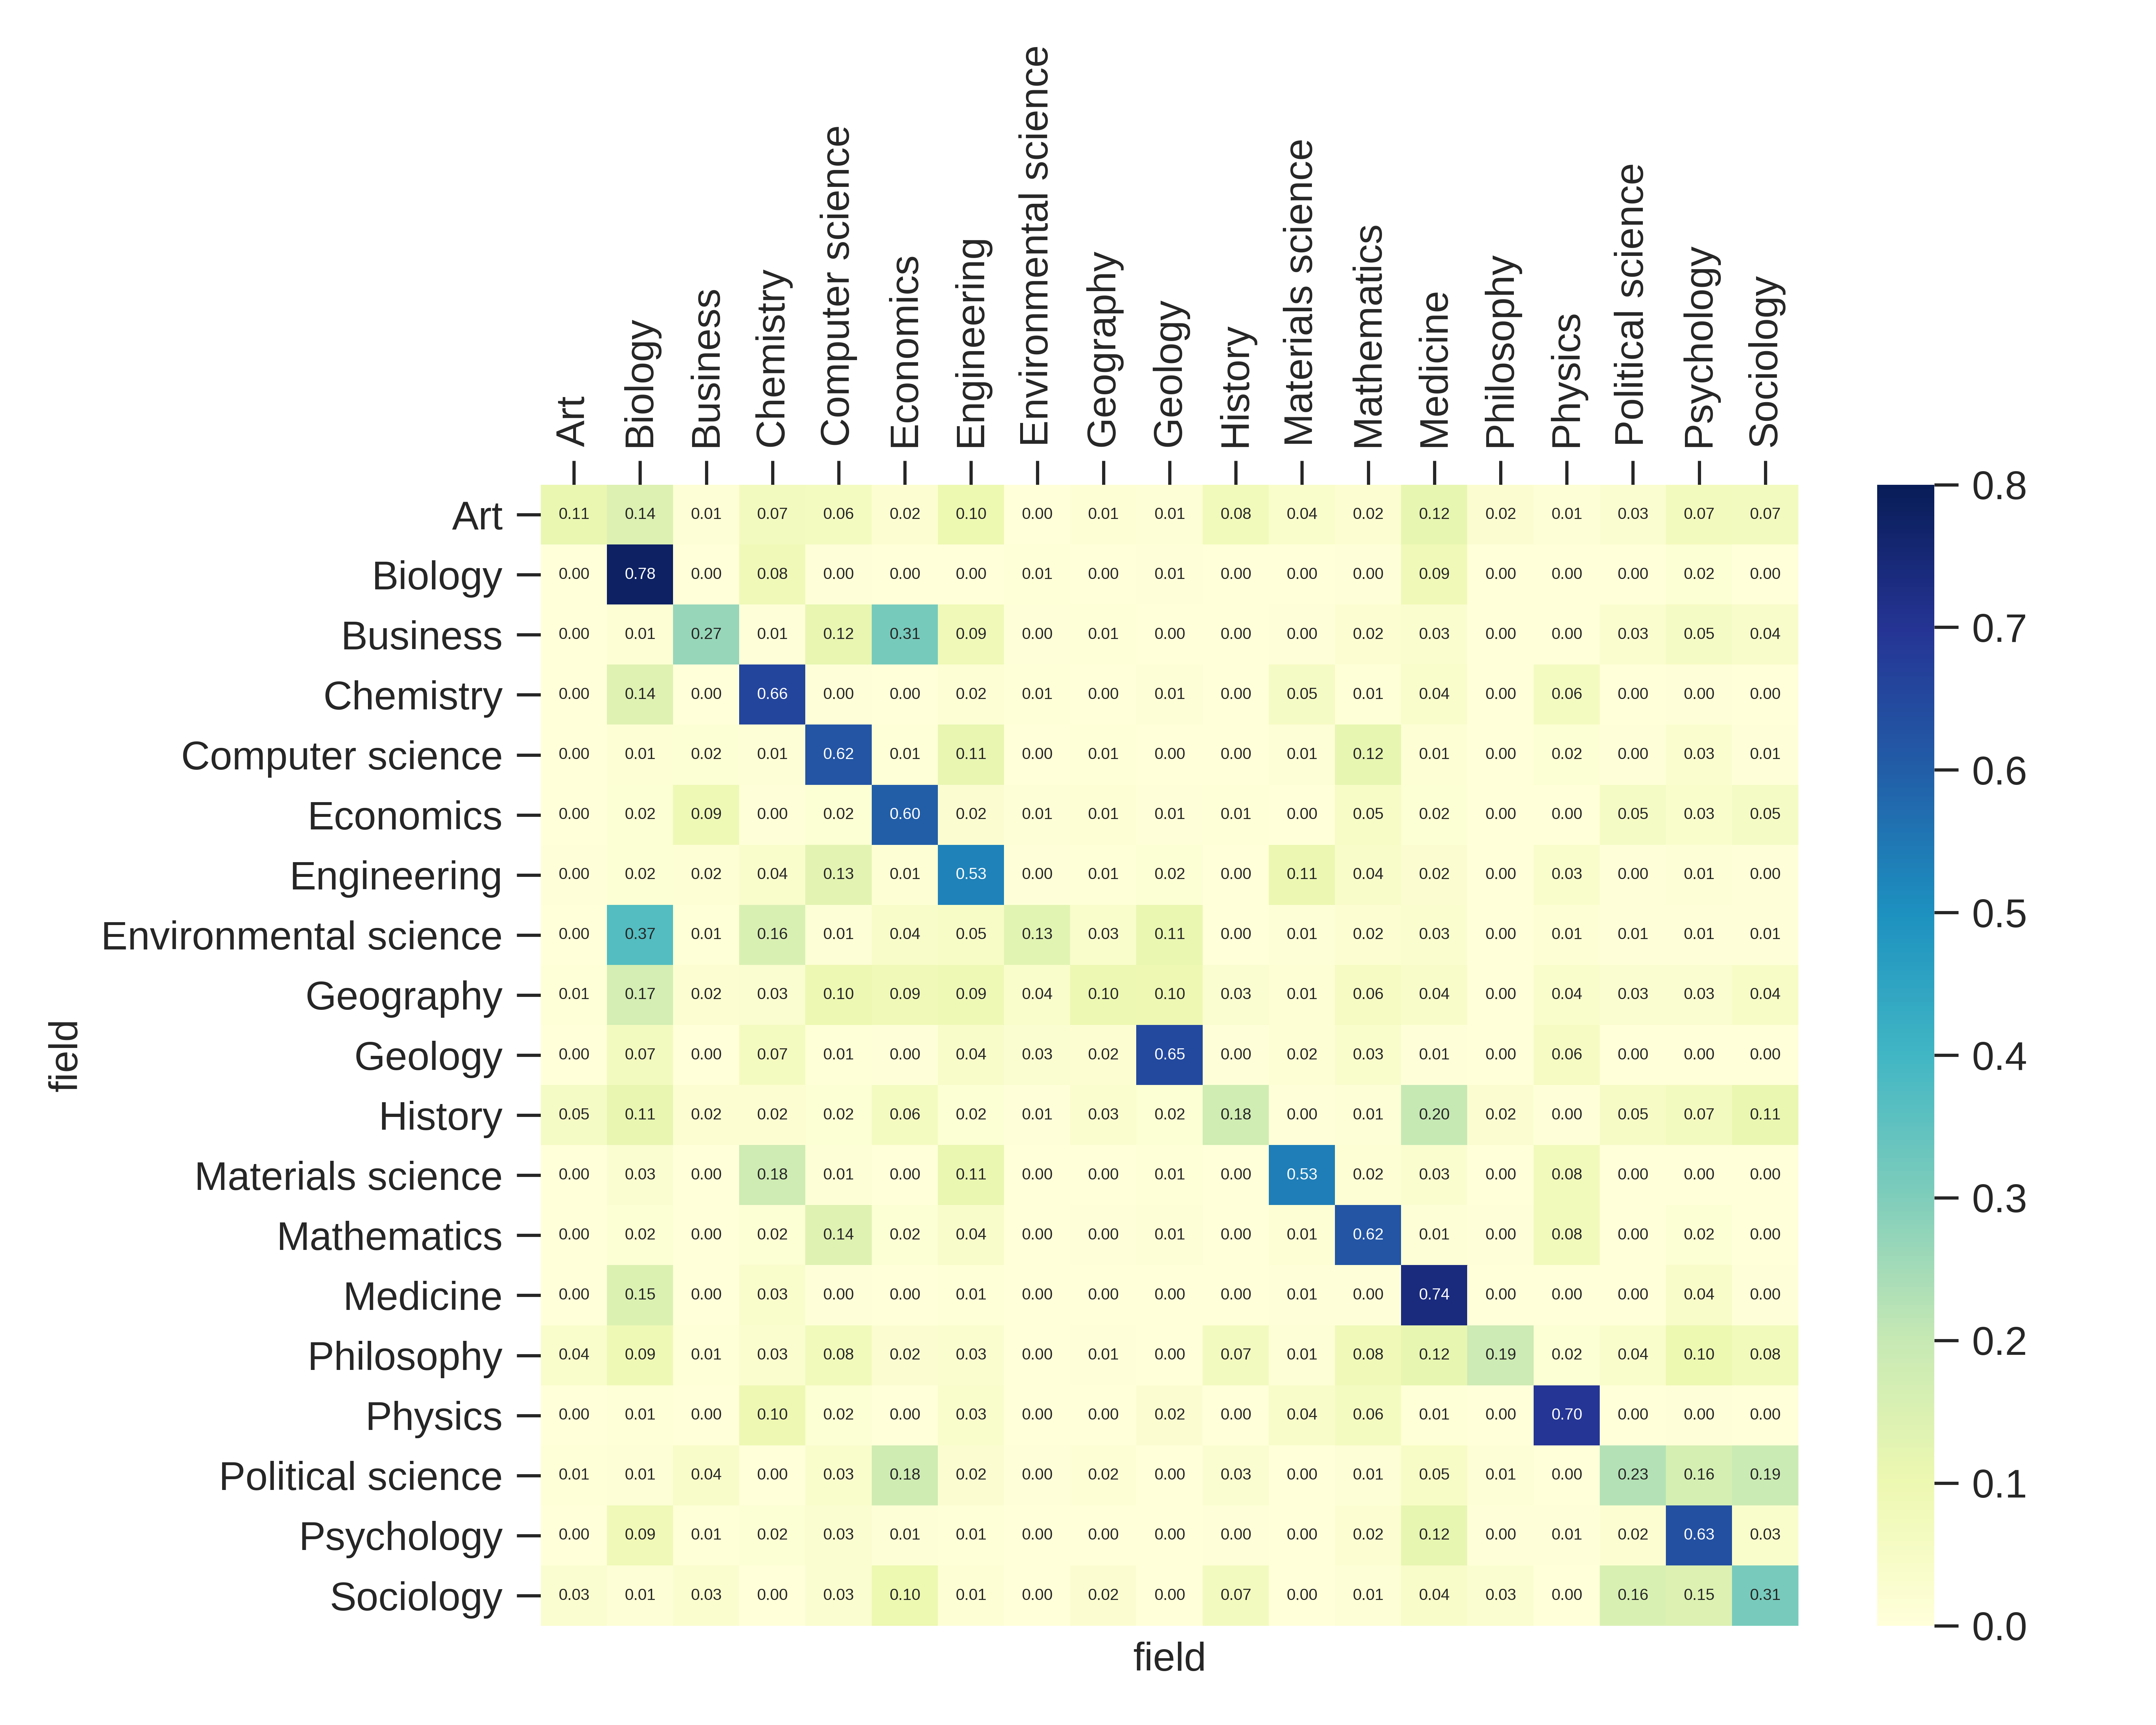 Art
Biology
Business
Chemistry
Computer science
Economics
Engineering
Environmental science
Geography
Geology
History
Materials science
Mathematics
Medicine
Philosophy
Physics
Political science
Psychology
Sociology
Art 0.11 0.14 0.01 0.07 0.06 0.02 0.10 0.00 0.01 0.01 0.08 0.04 0.02 0.12 0.02 0.01 0.03 0.07 0.07
Biology 0.00 0.78 0.00 0.08 0.00 0.00 0.00 0.01 0.00 0.01 0.00 0.00 0.00 0.09 0.00 0.00 0.00 0.02 0.00
Business 0.00 0.01 0.27 0.01 0.12 0.31 0.09 0.00 0.01 0.00 0.00 0.00 0.02 0.03 0.00 0.00 0.03 0.05 0.04
Chemistry 0.00 0.14 0.00 0.66 0.00 0.00 0.02 0.01 0.00 0.01 0.00 0.05 0.01 0.04 0.00 0.06 0.00 0.00 0.00
Computer science 0.00 0.01 0.02 0.01 0.62 0.01 0.11 0.00 0.01 0.00 0.00 0.01 0.12 0.01 0.00 0.02 0.00 0.03 0.01
Economics 0.00 0.02 0.09 0.00 0.02 0.60 0.02 0.01 0.01 0.01 0.01 0.00 0.05 0.02 0.00 0.00 0.05 0.03 0.05
Engineering 0.00 0.02 0.02 0.04 0.13 0.01 0.53 0.00 0.01 0.02 0.00 0.11 0.04 0.02 0.00 0.03 0.00 0.01 0.00
Environmental science 0.00 0.37 0.01 0.16 0.01 0.04 0.05 0.13 0.03 0.11 0.00 0.01 0.02 0.03 0.00 0.01 0.01 0.01 0.01
Geography 0.01 0.17 0.02 0.03 0.10 0.09 0.09 0.04 0.10 0.10 0.03 0.01 0.06 0.04 0.00 0.04 0.03 0.03 0.04
Geology 0.00 0.07 0.00 0.07 0.01 0.00 0.04 0.03 0.02 0.65 0.00 0.02 0.03 0.01 0.00 0.06 0.00 0.00 0.00
History 0.05 0.11 0.02 0.02 0.02 0.06 0.02 0.01 0.03 0.02 0.18 0.00 0.01 0.20 0.02 0.00 0.05 0.07 0.11
Materials science 0.00 0.03 0.00 0.18 0.01 0.00 0.11 0.00 0.00 0.01 0.00 0.53 0.02 0.03 0.00 0.08 0.00 0.00 0.00
Mathematics 0.00 0.02 0.00 0.02 0.14 0.02 0.04 0.00 0.00 0.01 0.00 0.01 0.62 0.01 0.00 0.08 0.00 0.02 0.00
Medicine 0.00 0.15 0.00 0.03 0.00 0.00 0.01 0.00 0.00 0.00 0.00 0.01 0.00 0.74 0.00 0.00 0.00 0.04 0.00
Philosophy 0.04 0.09 0.01 0.03 0.08 0.02 0.03 0.00 0.01 0.00 0.07 0.01 0.08 0.12 0.19 0.02 0.04 0.10 0.08
Physics 0.00 0.01 0.00 0.10 0.02 0.00 0.03 0.00 0.00 0.02 0.00 0.04 0.06 0.01 0.00 0.70 0.00 0.00 0.00
Political science 0.01 0.01 0.04 0.00 0.03 0.18 0.02 0.00 0.02 0.00 0.03 0.00 0.01 0.05 0.01 0.00 0.23 0.16 0.19
Psychology 0.00 0.09 0.01 0.02 0.03 0.01 0.01 0.00 0.00 0.00 0.00 0.00 0.02 0.12 0.00 0.01 0.02 0.63 0.03
Sociology 0.03 0.01 0.03 0.00 0.03 0.10 0.01 0.00 0.02 0.00 0.07 0.00 0.01 0.04 0.03 0.00 0.16 0.15 0.31
field
field
0.8
0.7
0.6
0.5
0.4
0.3
0.2
0.1
0.0